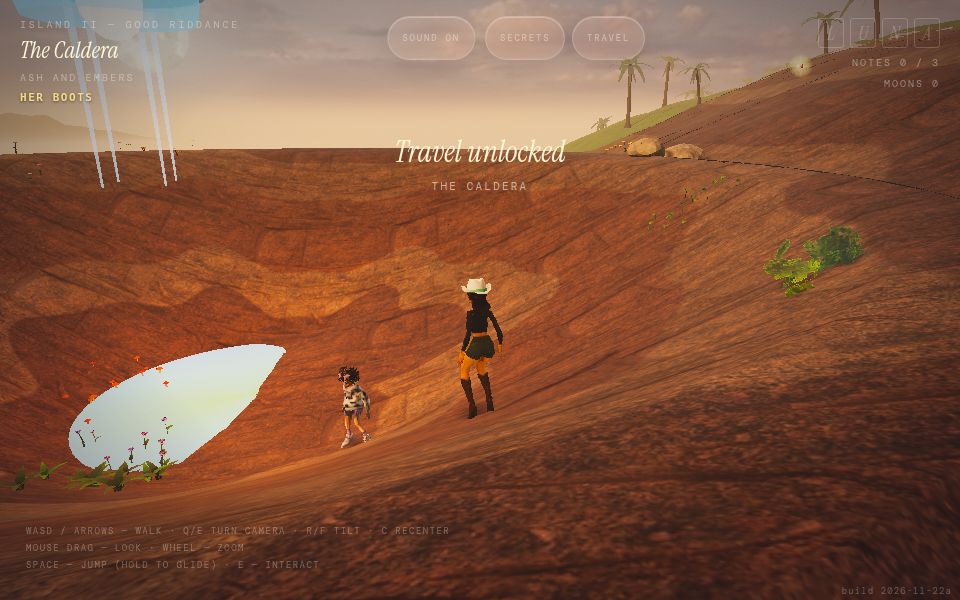 ISLAND II — GOOD RIDDANCE
The Caldera
ASH AND EMBERS
HER BOOTS
SOUND ON
SECRETS
TRAVEL
L U N A
NOTES 0 / 3
MOONS 0
Travel unlocked
THE CALDERA
WASD / ARROWS — WALK · Q/E TURN CAMERA · R/F TILT · C RECENTER
MOUSE DRAG — LOOK · WHEEL — ZOOM
SPACE — JUMP (HOLD TO GLIDE) · E — INTERACT
build 2026-11-22a